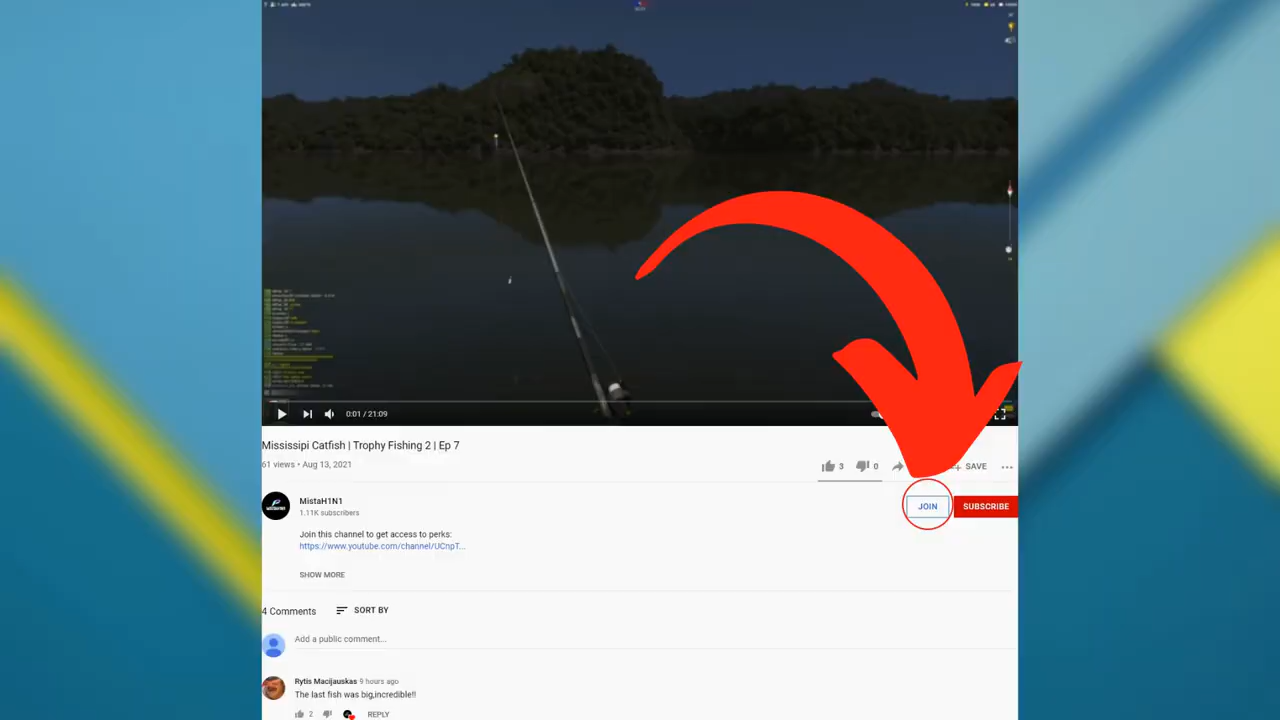 0:01 / 21:09
Mississipi Catfish | Trophy Fishing 2 | Ep 7
61 views • Aug 13, 2021
3 0 SAVE
MistaH1N1
1.11K subscribers
JOIN SUBSCRIBE
Join this channel to get access to perks:
https://www.youtube.com/channel/UCnpT...
SHOW MORE
4 Comments SORT BY
Add a public comment...
Rytis Macijauskas 9 hours ago
The last fish was big,incredible!!
2 REPLY